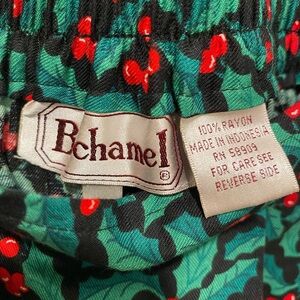 Bchamel
®
100% RAYON
MADE IN INDONESIA
RN 58909
FOR CARE SEE
REVERSE SIDE